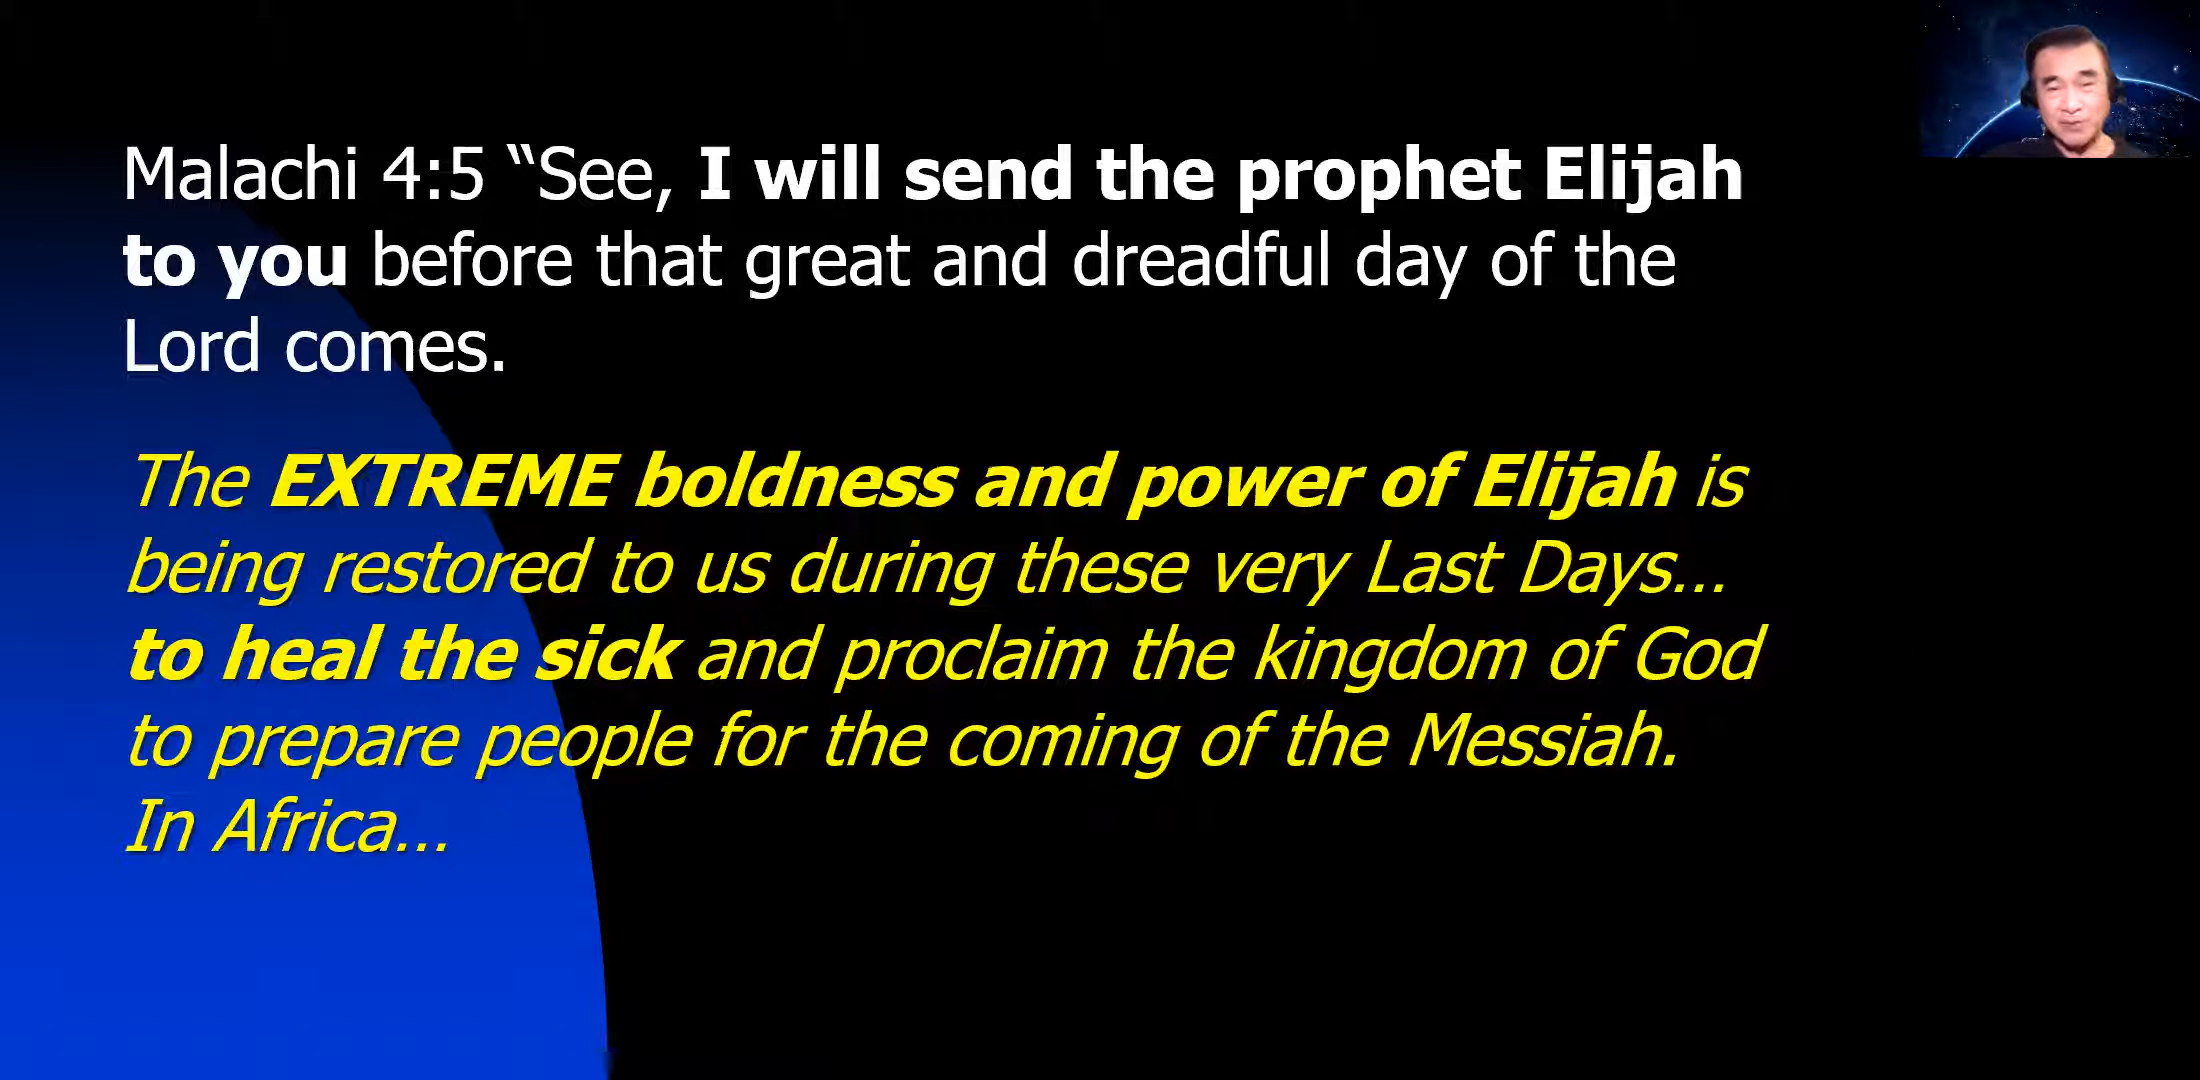 Malachi 4:5 “See, I will send the prophet Elijah
to you before that great and dreadful day of the
Lord comes.
The EXTREME boldness and power of Elijah is
being restored to us during these very Last Days...
to heal the sick and proclaim the kingdom of God
to prepare people for the coming of the Messiah.
In Africa...